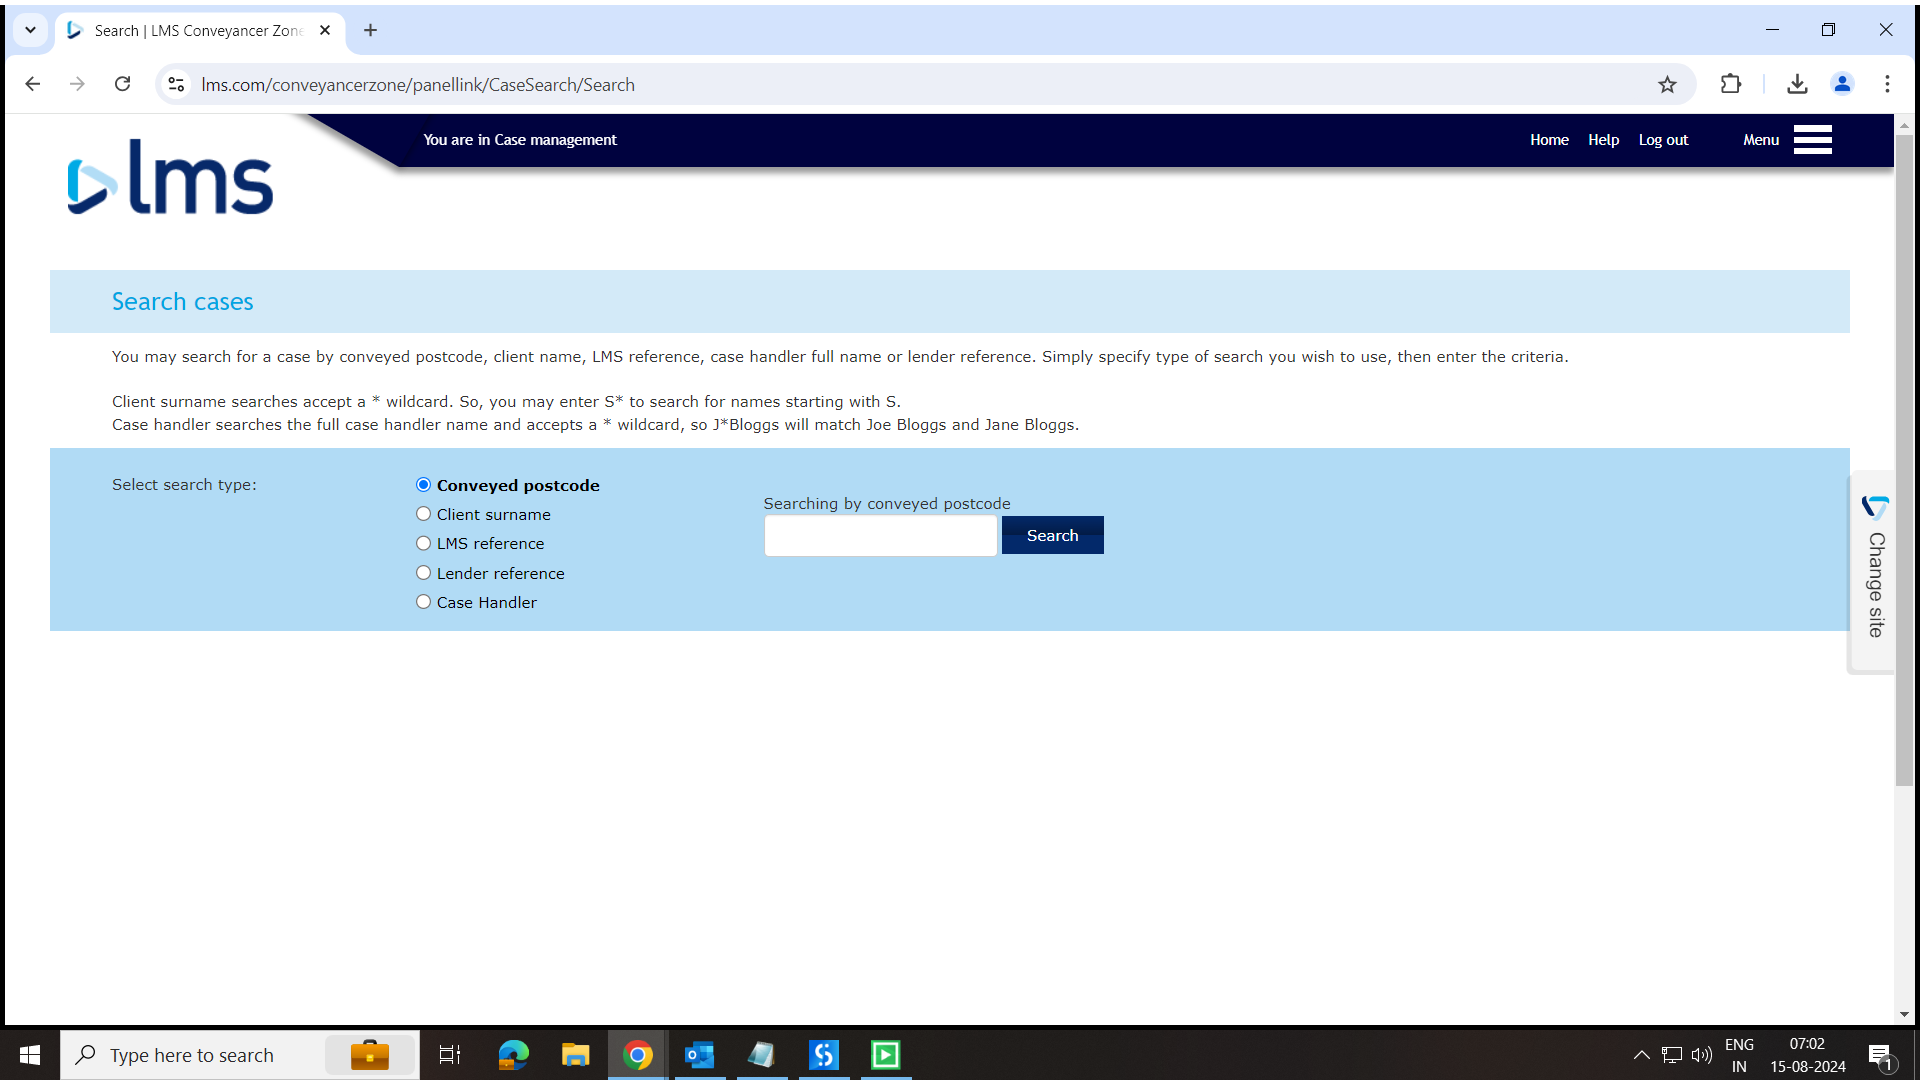 Search | LMS Conveyancer Zone
lms.com/conveyancerzone/panellink/CaseSearch/Search
You are in Case management
Home Help Log out Menu
lms
Search cases
You may search for a case by conveyed postcode, client name, LMS reference, case handler full name or lender reference. Simply specify type of search you wish to use, then enter the criteria.
Client surname searches accept a * wildcard. So, you may enter S* to search for names starting with S.
Case handler searches the full case handler name and accepts a * wildcard, so J*Bloggs will match Joe Bloggs and Jane Bloggs.
Select search type:
Conveyed postcode
Client surname
LMS reference
Lender reference
Case Handler
Searching by conveyed postcode
Search
Change site
Type here to search
ENG
IN
07:02
15-08-2024
1